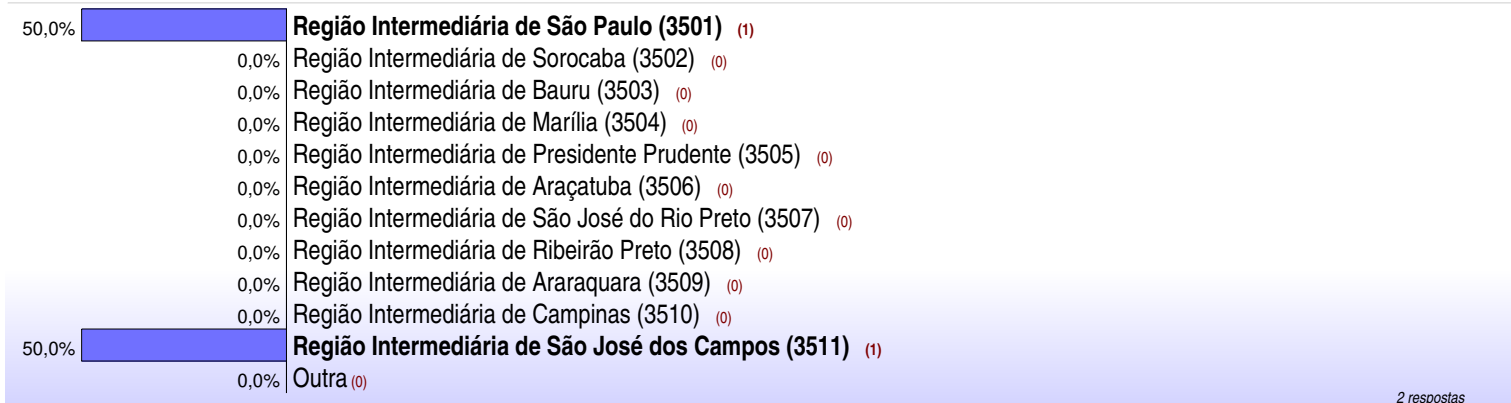 50,0% Região Intermediária de São Paulo (3501) (1)
0,0% Região Intermediária de Sorocaba (3502) (0)
0,0% Região Intermediária de Bauru (3503) (0)
0,0% Região Intermediária de Marília (3504) (0)
0,0% Região Intermediária de Presidente Prudente (3505) (0)
0,0% Região Intermediária de Araçatuba (3506) (0)
0,0% Região Intermediária de São José do Rio Preto (3507) (0)
0,0% Região Intermediária de Ribeirão Preto (3508) (0)
0,0% Região Intermediária de Araraquara (3509) (0)
0,0% Região Intermediária de Campinas (3510) (0)
50,0% Região Intermediária de São José dos Campos (3511) (1)
0,0% Outra (0)
2 respostas